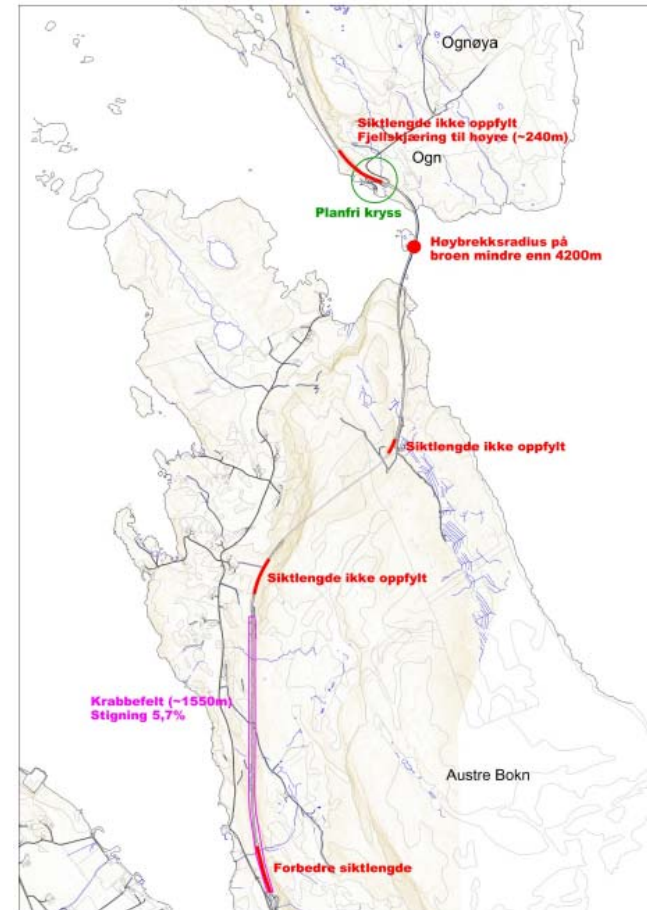 Ognøya
Siktlengde ikke oppfylt
Fjellskjæring til høyre (~240m)
Ogn
Planfri kryss
Høybrekksradius på
broen mindre enn 4200m
Siktlengde ikke oppfylt
Siktlengde ikke oppfylt
Krabbefelt (~1550m)
Stigning 5,7%
Austre Bokn
Forbedre siktlengde